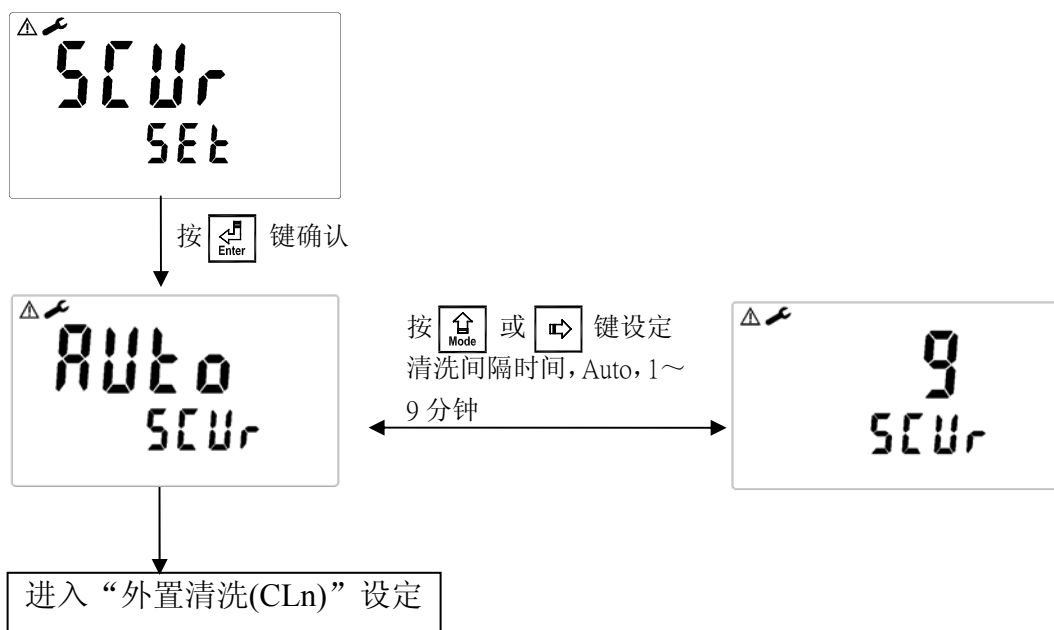 SCUr
SEt
按 Enter 键确认
AUto
SCUr
按 Mode 或 键设定
清洗间隔时间，Auto，1～
9 分钟
9
SCUr
进入“外置清洗(CLn)”设定